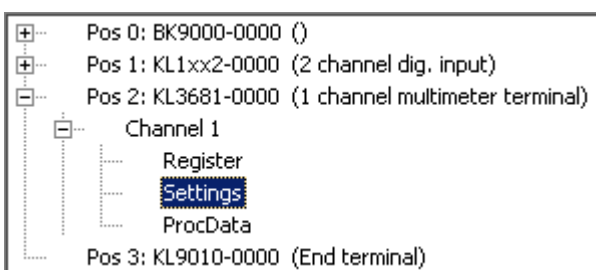 Pos 0: BK9000-0000 ()
Pos 1: KL1xx2-0000 (2 channel dig. input)
Pos 2: KL3681-0000 (1 channel multimeter terminal)
Channel 1
Register
Settings
ProcData
Pos 3: KL9010-0000 (End terminal)